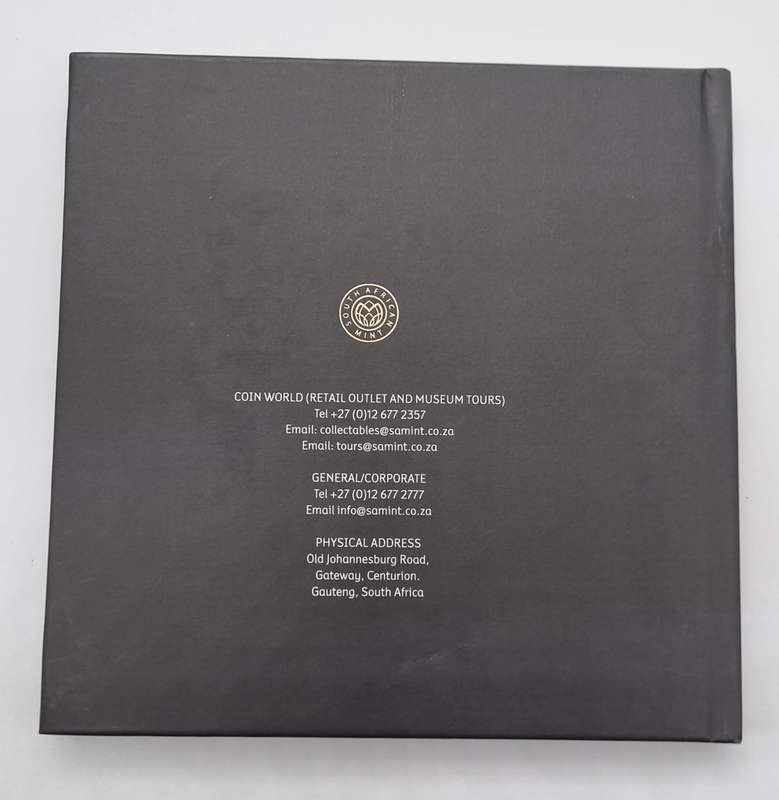 SOUTH AFRICAN MINT
COIN WORLD (RETAIL OUTLET AND MUSEUM TOURS)
Tel +27 (0)12 677 2357
Email: collectables@samint.co.za
Email: tours@samint.co.za
GENERAL/CORPORATE
Tel +27 (0)12 677 2777
Email info@samint.co.za
PHYSICAL ADDRESS
Old Johannesburg Road,
Gateway, Centurion.
Gauteng, South Africa